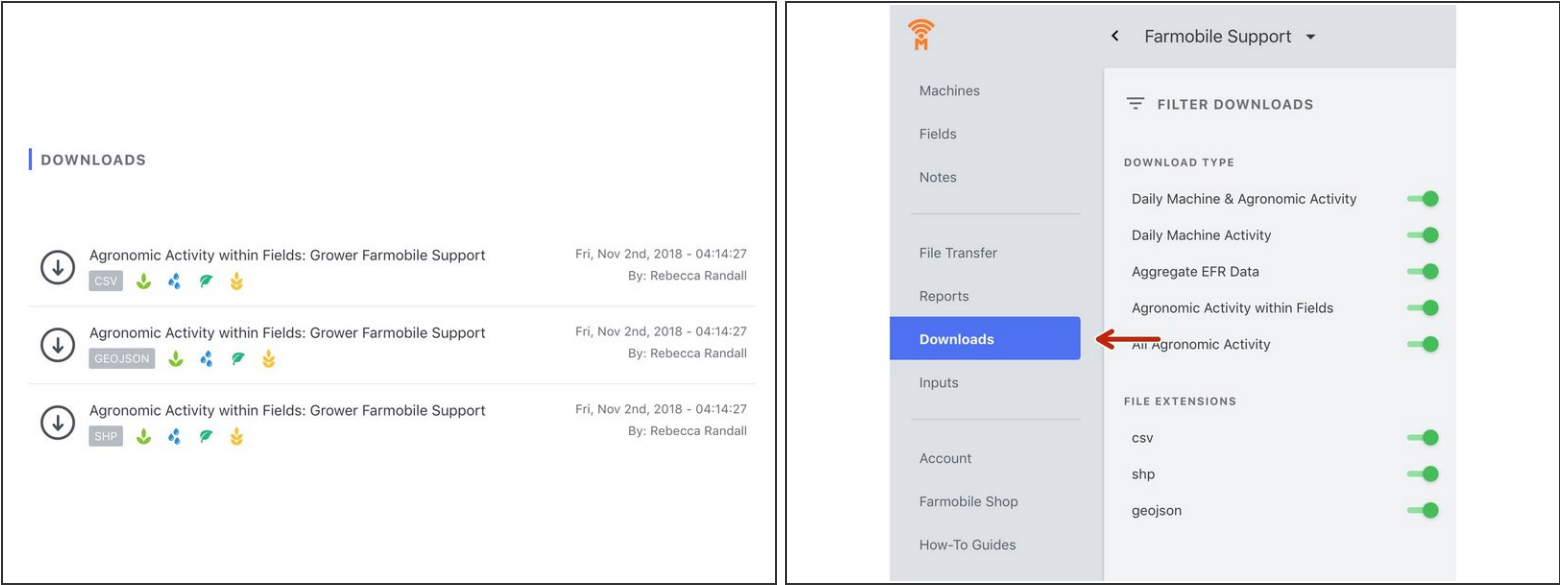 DOWNLOADS
Agronomic Activity within Fields: Grower Farmobile Support
Fri, Nov 2nd, 2018 - 04:14:27
CSV
By: Rebecca Randall
Agronomic Activity within Fields: Grower Farmobile Support
Fri, Nov 2nd, 2018 - 04:14:27
GEOJSON
By: Rebecca Randall
Agronomic Activity within Fields: Grower Farmobile Support
Fri, Nov 2nd, 2018 - 04:14:27
SHP
By: Rebecca Randall
M
Machines
Fields
Notes
File Transfer
Reports
Downloads
Inputs
Account
Farmobile Shop
How-To Guides
Farmobile Support
FILTER DOWNLOADS
DOWNLOAD TYPE
Daily Machine & Agronomic Activity
Daily Machine Activity
Aggregate EFR Data
Agronomic Activity within Fields
All Agronomic Activity
FILE EXTENSIONS
csv
shp
geojson